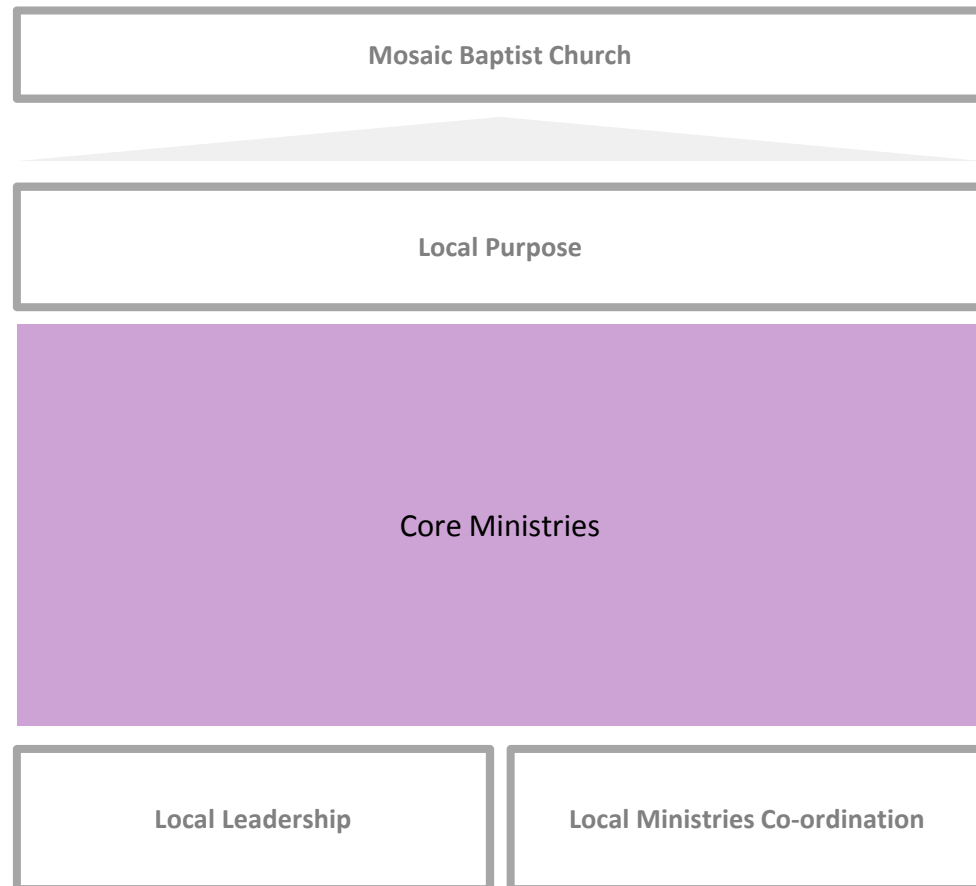 Mosaic Baptist Church
Local Purpose
Core Ministries
Local Leadership
Local Ministries Co-ordination